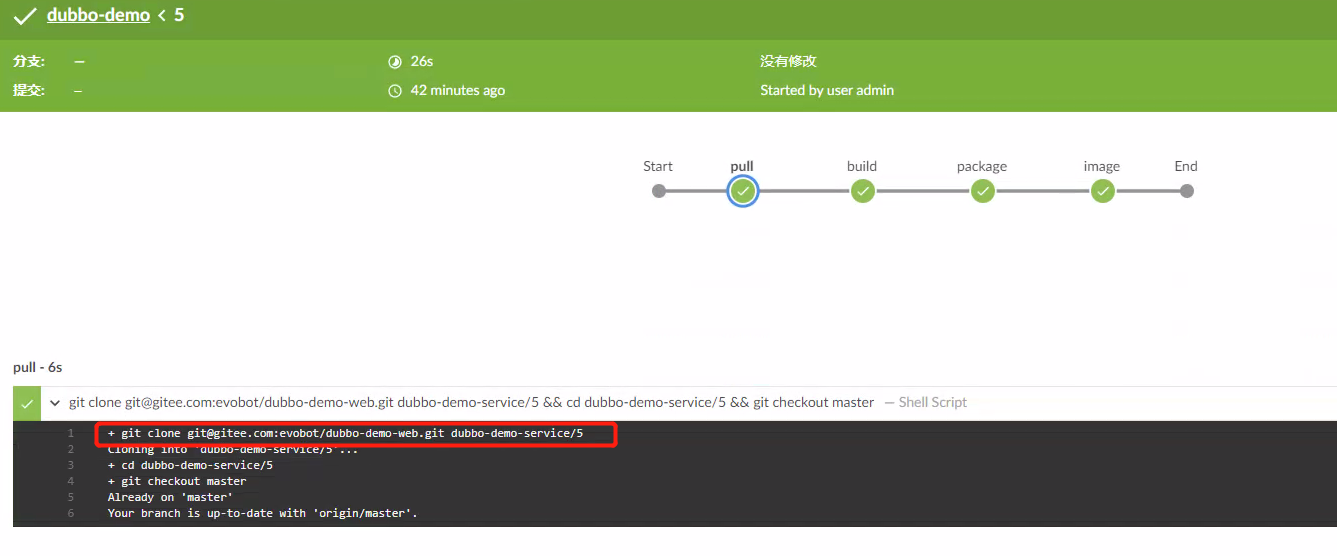 dubbo-demo < 5
分支: — 26s 没有修改
提交: – 42 minutes ago Started by user admin
Start pull build package image End
pull - 6s
git clone git@gitee.com:evobot/dubbo-demo-web.git dubbo-demo-service/5 && cd dubbo-demo-service/5 && git checkout master — Shell Script
1 + git clone git@gitee.com:evobot/dubbo-demo-web.git dubbo-demo-service/5
2 Cloning into 'dubbo-demo-service/5'...
3 + cd dubbo-demo-service/5
4 + git checkout master
5 Already on 'master'
6 Your branch is up-to-date with 'origin/master'.